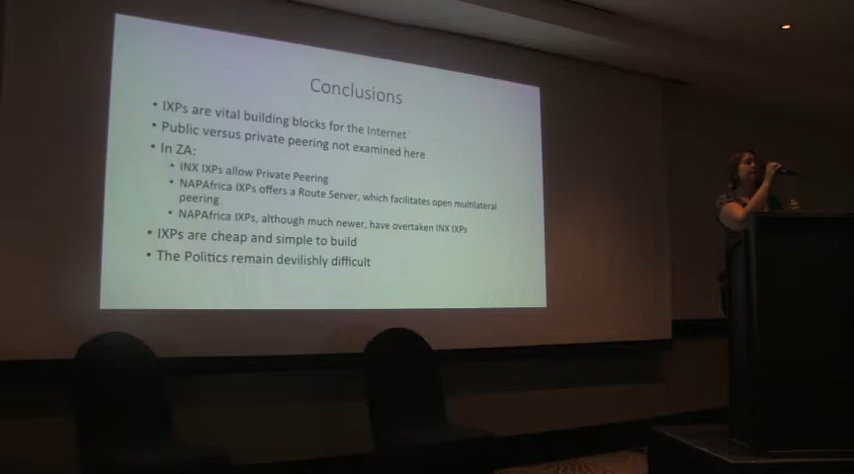 Conclusions
• IXPs are vital building blocks for the Internet
• Public versus private peering not examined here
• In ZA:
• INX IXPs allow Private Peering
• NAPAfrica IXPs offers a Route Server, which facilitates open multilateral
peering
• NAPAfrica IXPs, although much newer, have overtaken INX IXPs
• IXPs are cheap and simple to build
• The Politics remain devilishly difficult